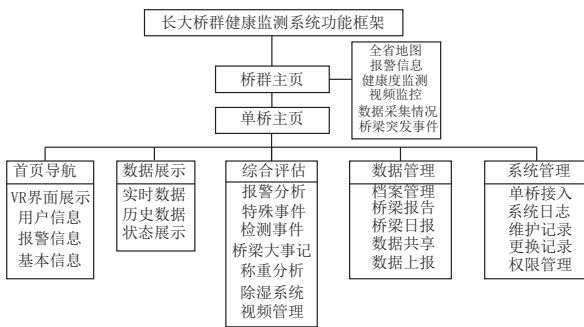 长大桥群健康监测系统功能框架
桥群主页
全省地图
报警信息
健康度监测
视频监控
数据采集情况
桥梁突发事件
单桥主页
首页导航
VR界面展示
用户信息
报警信息
基本信息
数据展示
实时数据
历史数据
状态展示
综合评估
报警分析
特殊事件
检测事件
桥梁大事记
称重分析
除湿系统
视频管理
数据管理
档案管理
桥梁报告
桥梁日报
数据共享
数据上报
系统管理
单桥接入
系统日志
维护记录
更换记录
权限管理